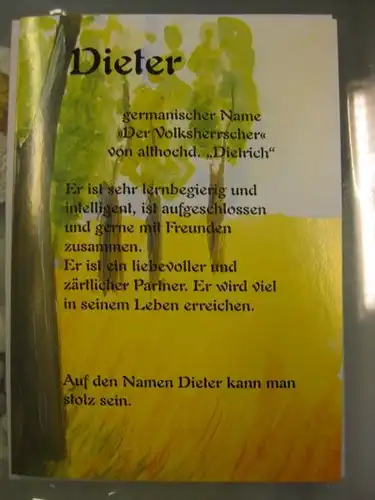 Dieter
germanischer Name
»Der Volksherrscher«
von althochd. „Dietrich“
Er ist sehr lernbegierig und
intelligent, ist aufgeschlossen
und gerne mit Freunden
zusammen.
Er ist ein liebevoller und
zärtlicher Partner. Er wird viel
in seinem Leben erreichen.
Auf den Namen Dieter kann man
stolz sein.